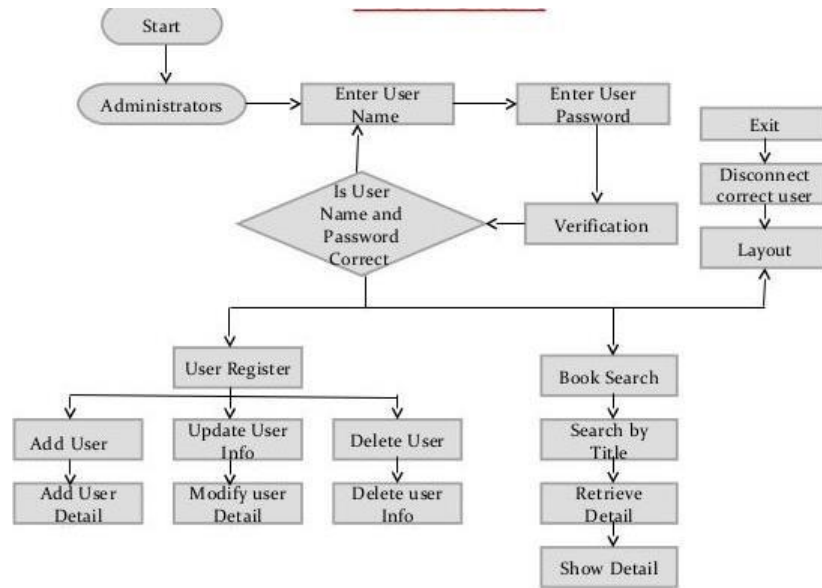 Start
Administrators
Enter User
Name
Enter User
Password
Exit
Disconnect
correct user
Layout
Is User
Name and
Password
Correct
Verification
User Register
Book Search
Add User
Update User
Info
Delete User
Search by
Title
Add User
Detail
Modify user
Detail
Delete user
Info
Retrieve
Detail
Show Detail